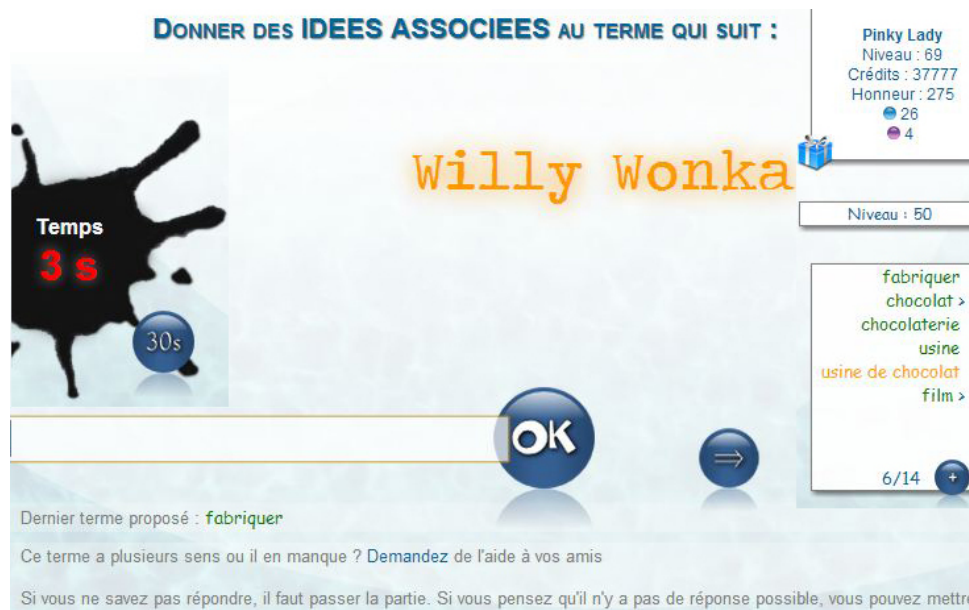 DONNER DES IDEES ASSOCIEES AU TERME QUI SUIT :
Pinky Lady
Niveau : 69
Crédits : 37777
Honneur : 275
26
4
Willy Wonka
Niveau : 50
Temps
3 s
30s
fabriquer
chocolat >
chocolaterie
usine
usine de chocolat
film >
6/14 +
OK
⇒
Dernier terme proposé : fabriquer
Ce terme a plusieurs sens ou il en manque ? Demandez de l'aide à vos amis
Si vous ne savez pas répondre, il faut passer la partie. Si vous pensez qu'il n'y a pas de réponse possible, vous pouvez mettre